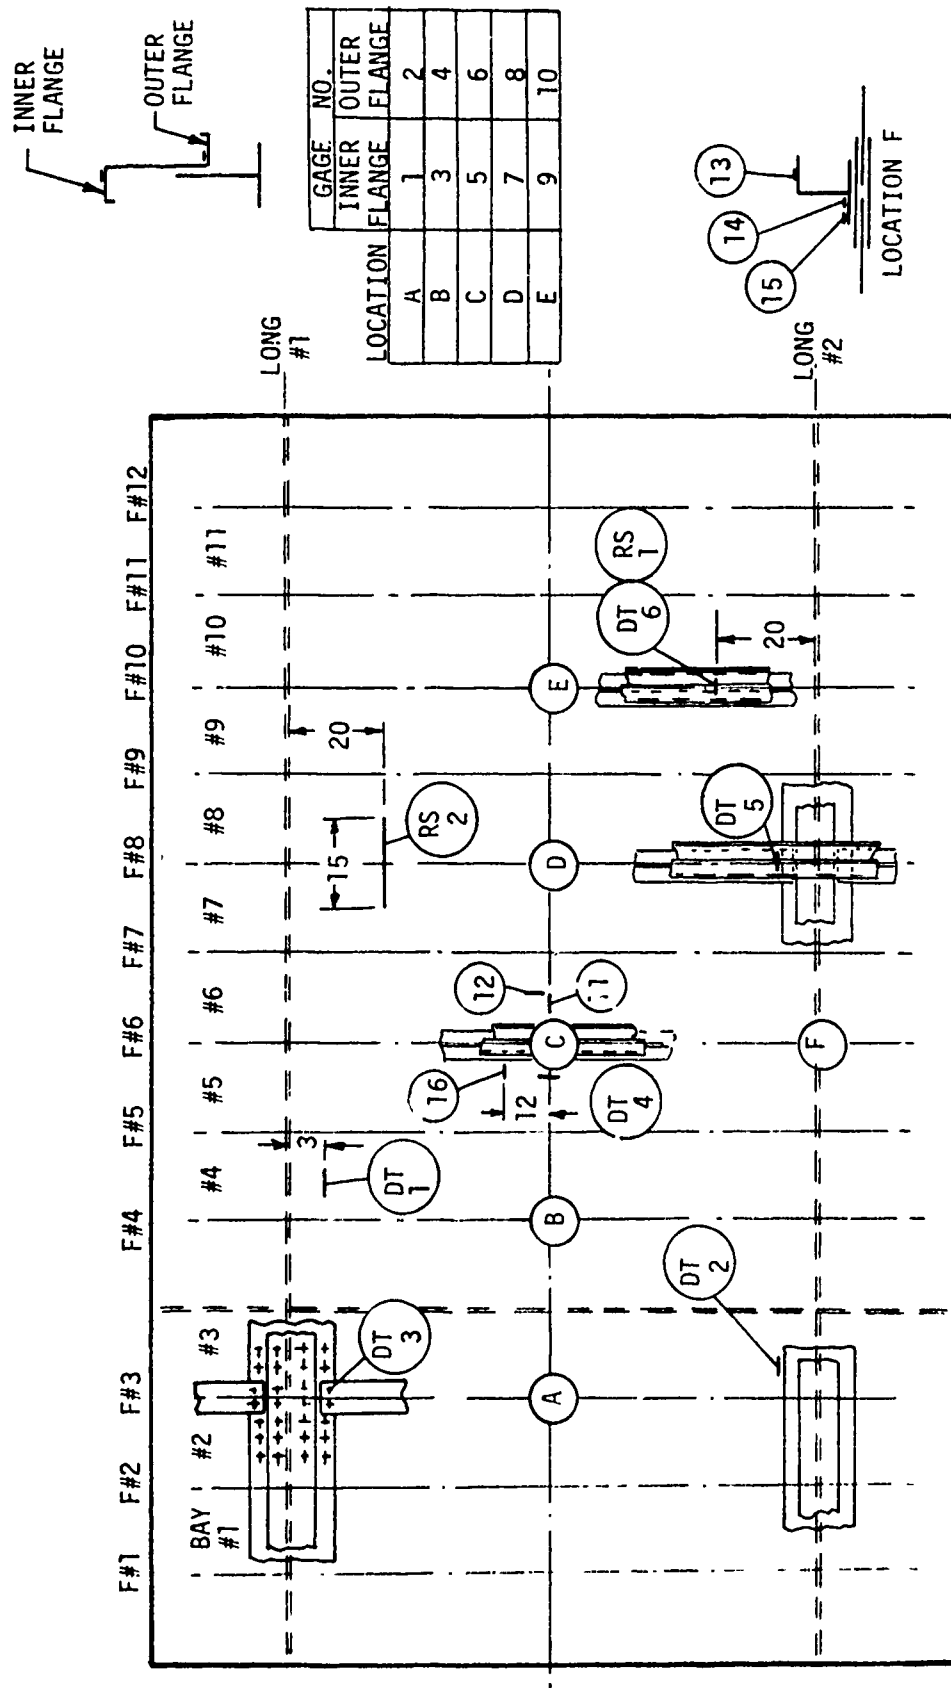 INNER
FLANGE
OUTER
FLANGE
GAGE NO.
LOCATION
INNER
FLANGE
OUTER
FLANGE
A 1 2
B 3 4
C 5 6
D 7 8
E 9 10
13
14
15
LOCATION F
F#1
F#2
F#3
F#4
F#5
F#6
F#7
F#8
F#9
F#10
F#11
F#12
BAY
#1
#2
#3
#4
#5
#6
#7
#8
#9
#10
#11
LONG
#1
DT
3
3
DT
1
16
12
12
11
15
RS
2
20
A
B
C
D
E
DT
4
DT
2
DT
5
DT
6
RS
1
20
F
LONG
#2